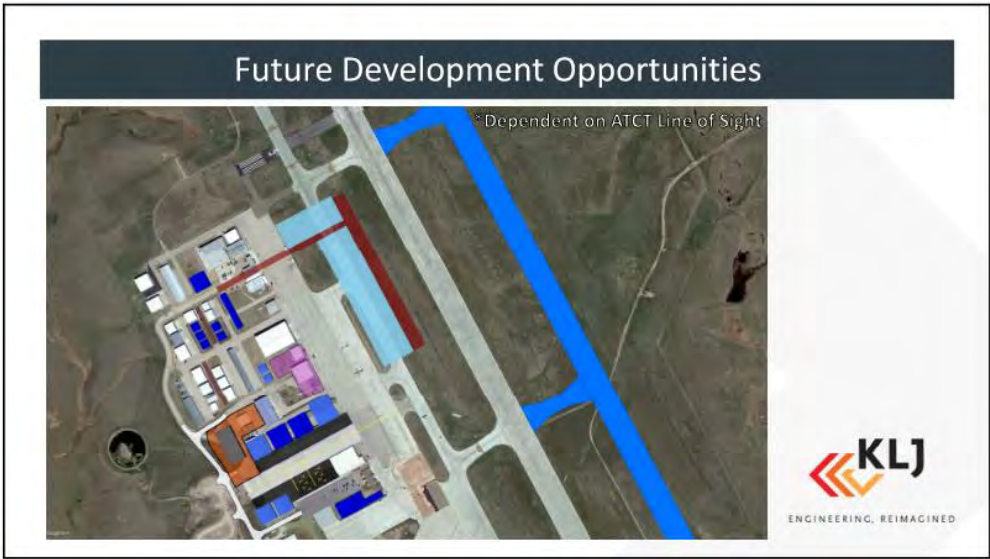 Future Development Opportunities
*Dependent on ATCT Line of Sight
KLJ
ENGINEERING, REIMAGINED